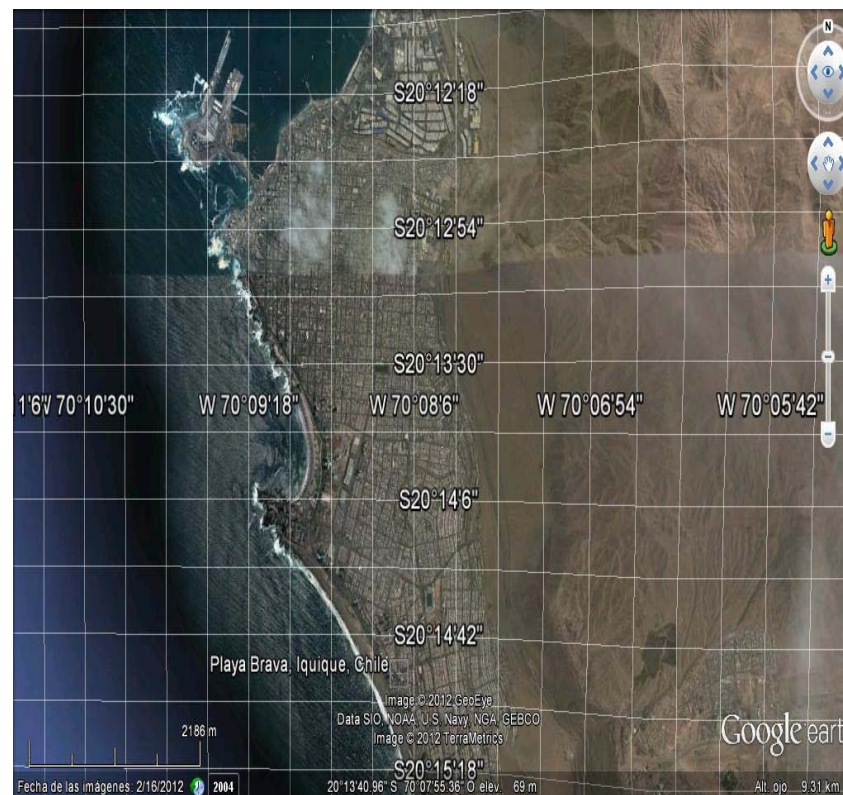 N
S20°12'18"
S20°12'54"
S20°13'30"
1'6"
W 70°10'30"
W 70°09'18"
W 70°08'6"
W 70°06'54"
W 70°05'42"
S20°14'6"
S20°14'42"
Playa Brava, Iquique, Chile
Image © 2012 GeoEye
Data SIO, NOAA, U.S. Navy, NGA, GEBCO
Image © 2012 TerraMetrics
2186 m
Google eart
S20°15'18"
Fecha de las imágenes: 2/16/2012
2004
20°13'40.96" S 70°07'55.36" O elev. 69 m
Alt. ojo 9.31 km